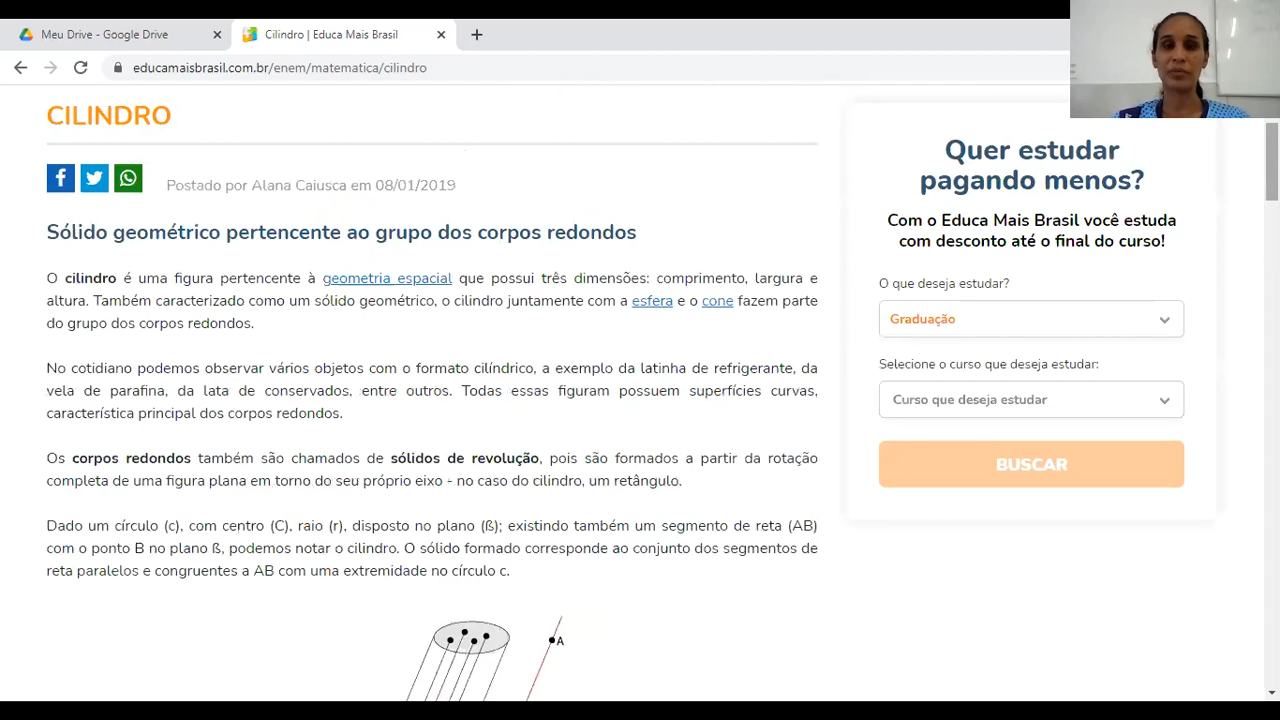 Meu Drive - Google Drive
Cilindro | Educa Mais Brasil
educamaisbrasil.com.br/enem/matematica/cilindro
CILINDRO
Postado por Alana Caiusca em 08/01/2019
Sólido geométrico pertencente ao grupo dos corpos redondos
O cilindro é uma figura pertencente à geometria espacial que possui três dimensões: comprimento, largura e
altura. Também caracterizado como um sólido geométrico, o cilindro juntamente com a esfera e o cone fazem parte
do grupo dos corpos redondos.
No cotidiano podemos observar vários objetos com o formato cilíndrico, a exemplo da latinha de refrigerante, da
vela de parafina, da lata de conservados, entre outros. Todas essas figuram possuem superfícies curvas,
característica principal dos corpos redondos.
Os corpos redondos também são chamados de sólidos de revolução, pois são formados a partir da rotação
completa de uma figura plana em torno do seu próprio eixo - no caso do cilindro, um retângulo.
Dado um círculo (c), com centro (C), raio (r), disposto no plano (ß); existindo também um segmento de reta (AB)
com o ponto B no plano ß, podemos notar o cilindro. O sólido formado corresponde ao conjunto dos segmentos de
reta paralelos e congruentes a AB com uma extremidade no círculo c.
A
Quer estudar
pagando menos?
Com o Educa Mais Brasil você estuda
com desconto até o final do curso!
O que deseja estudar?
Graduação
Selecione o curso que deseja estudar:
Curso que deseja estudar
BUSCAR